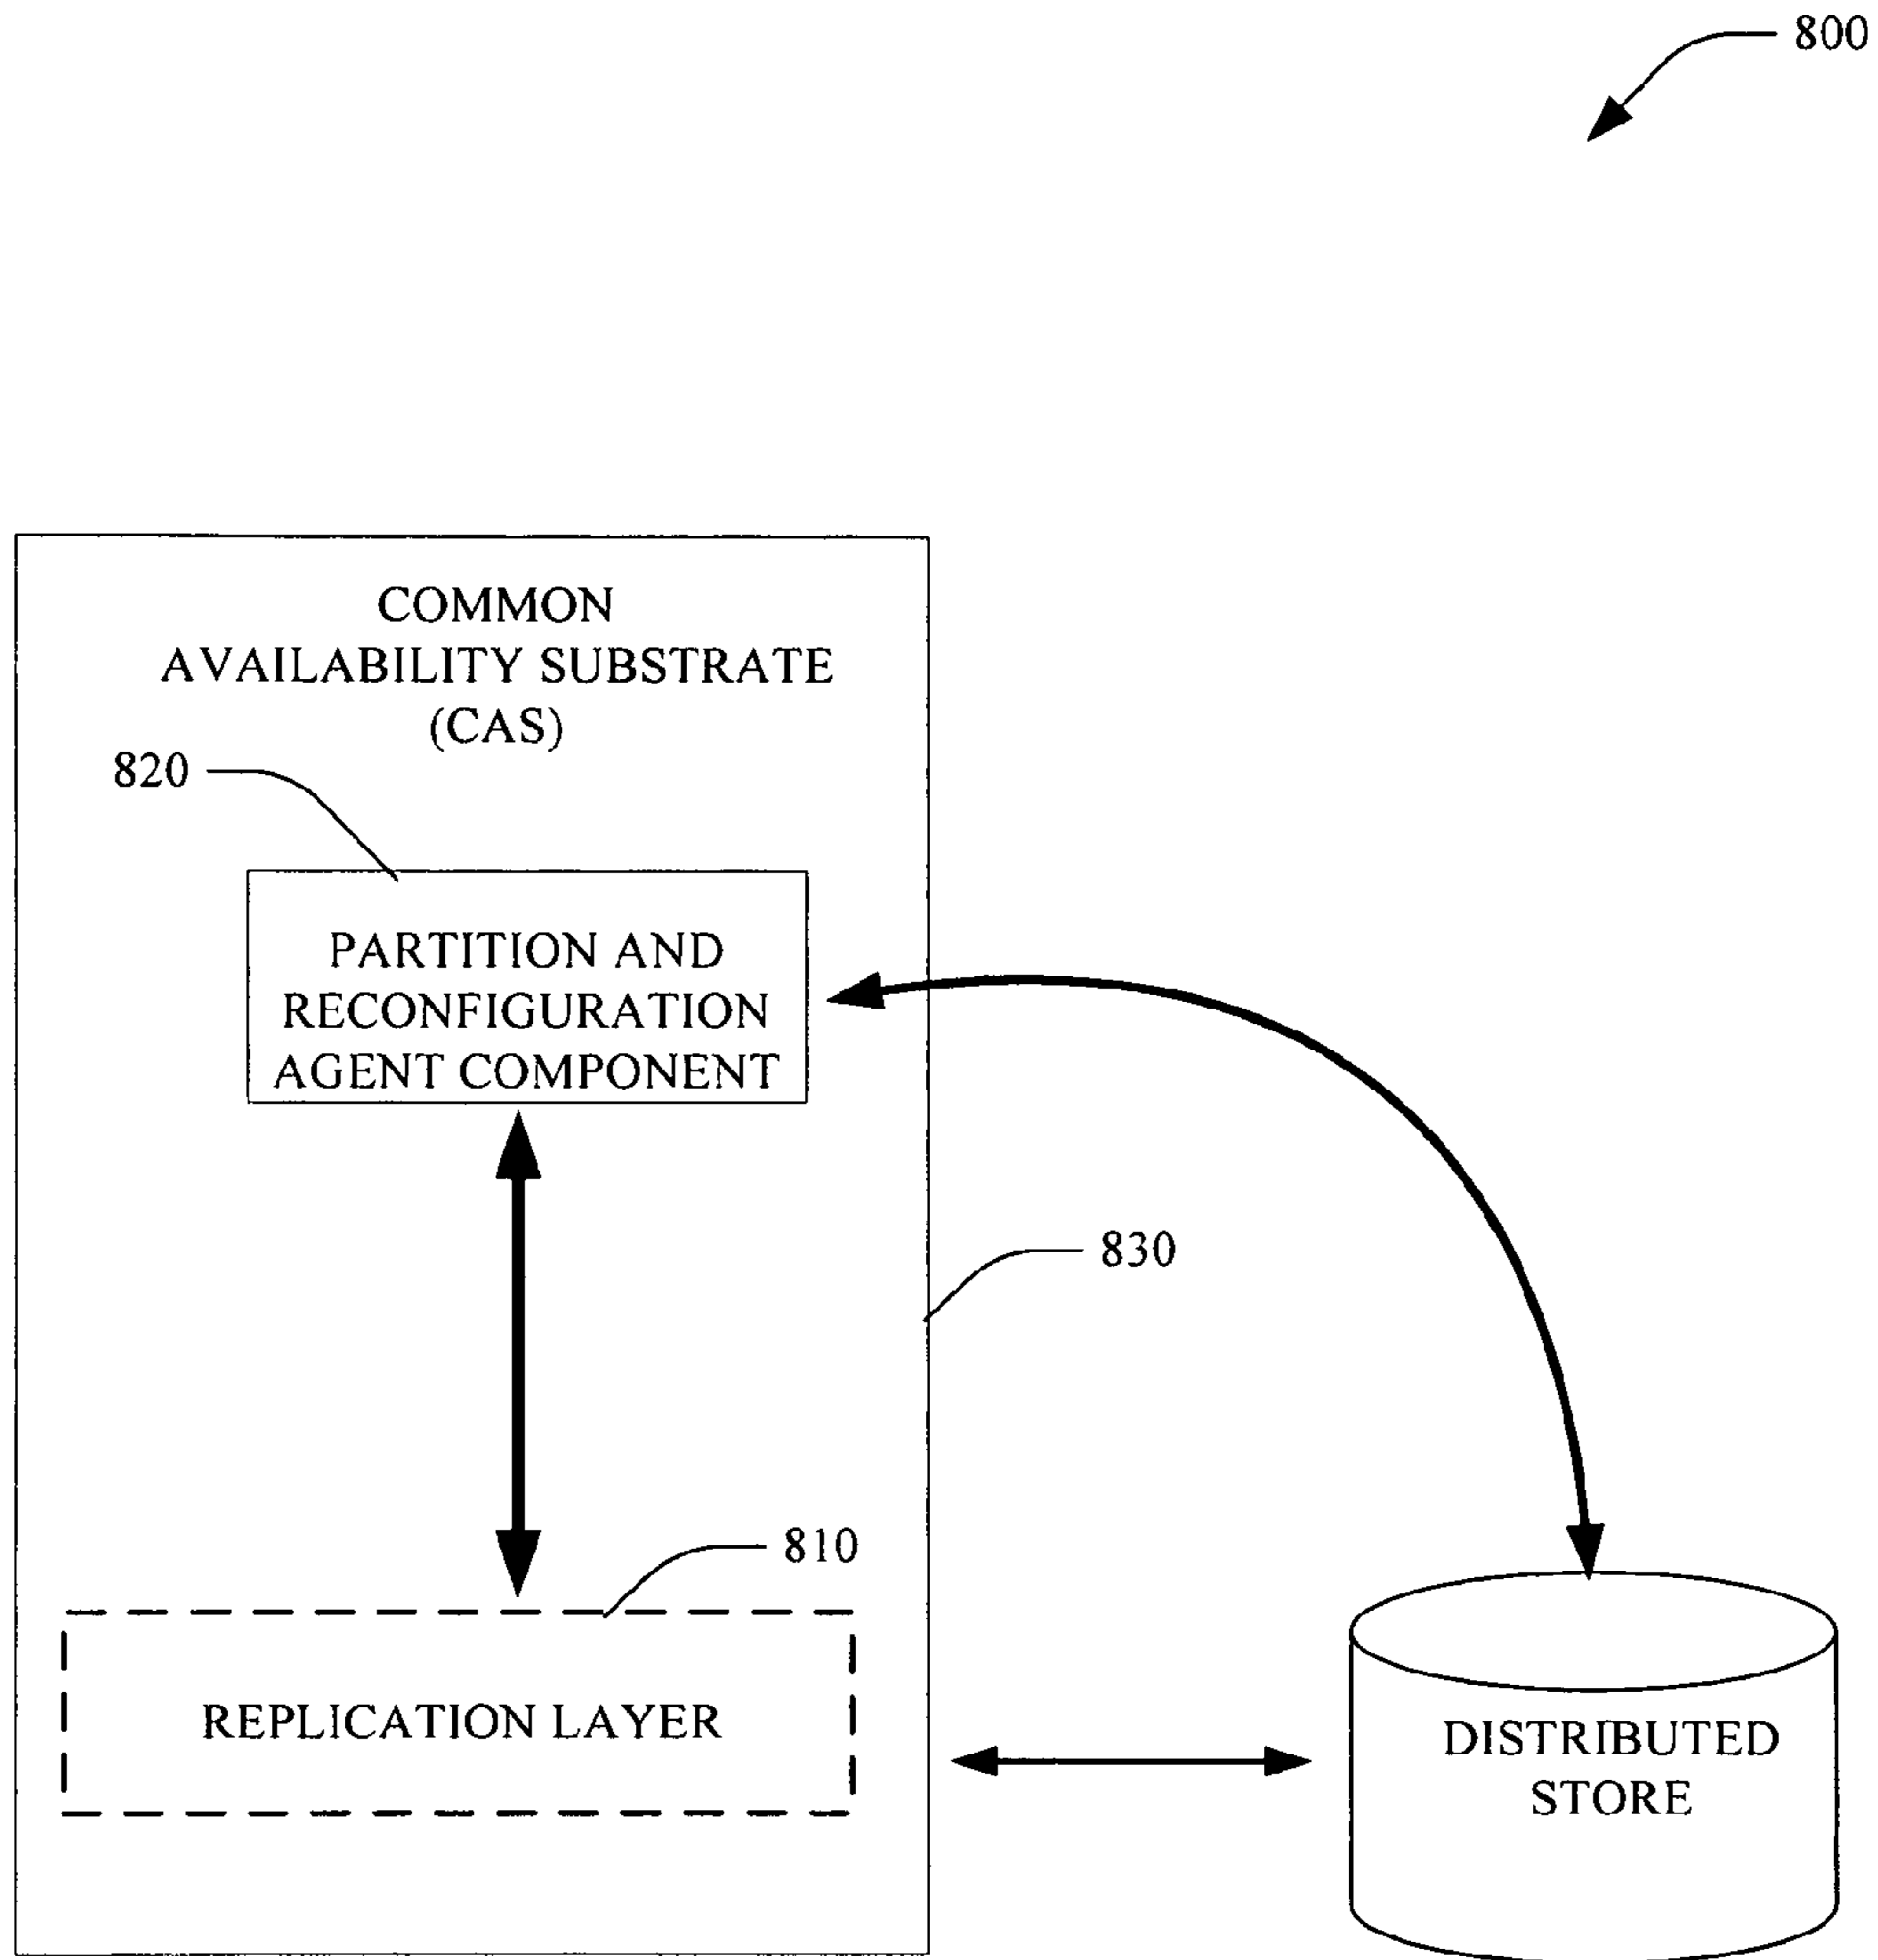 800
COMMON
AVAILABILITY SUBSTRATE
(CAS)
820
PARTITION AND
RECONFIGURATION
AGENT COMPONENT
830
810
REPLICATION LAYER
DISTRIBUTED
STORE